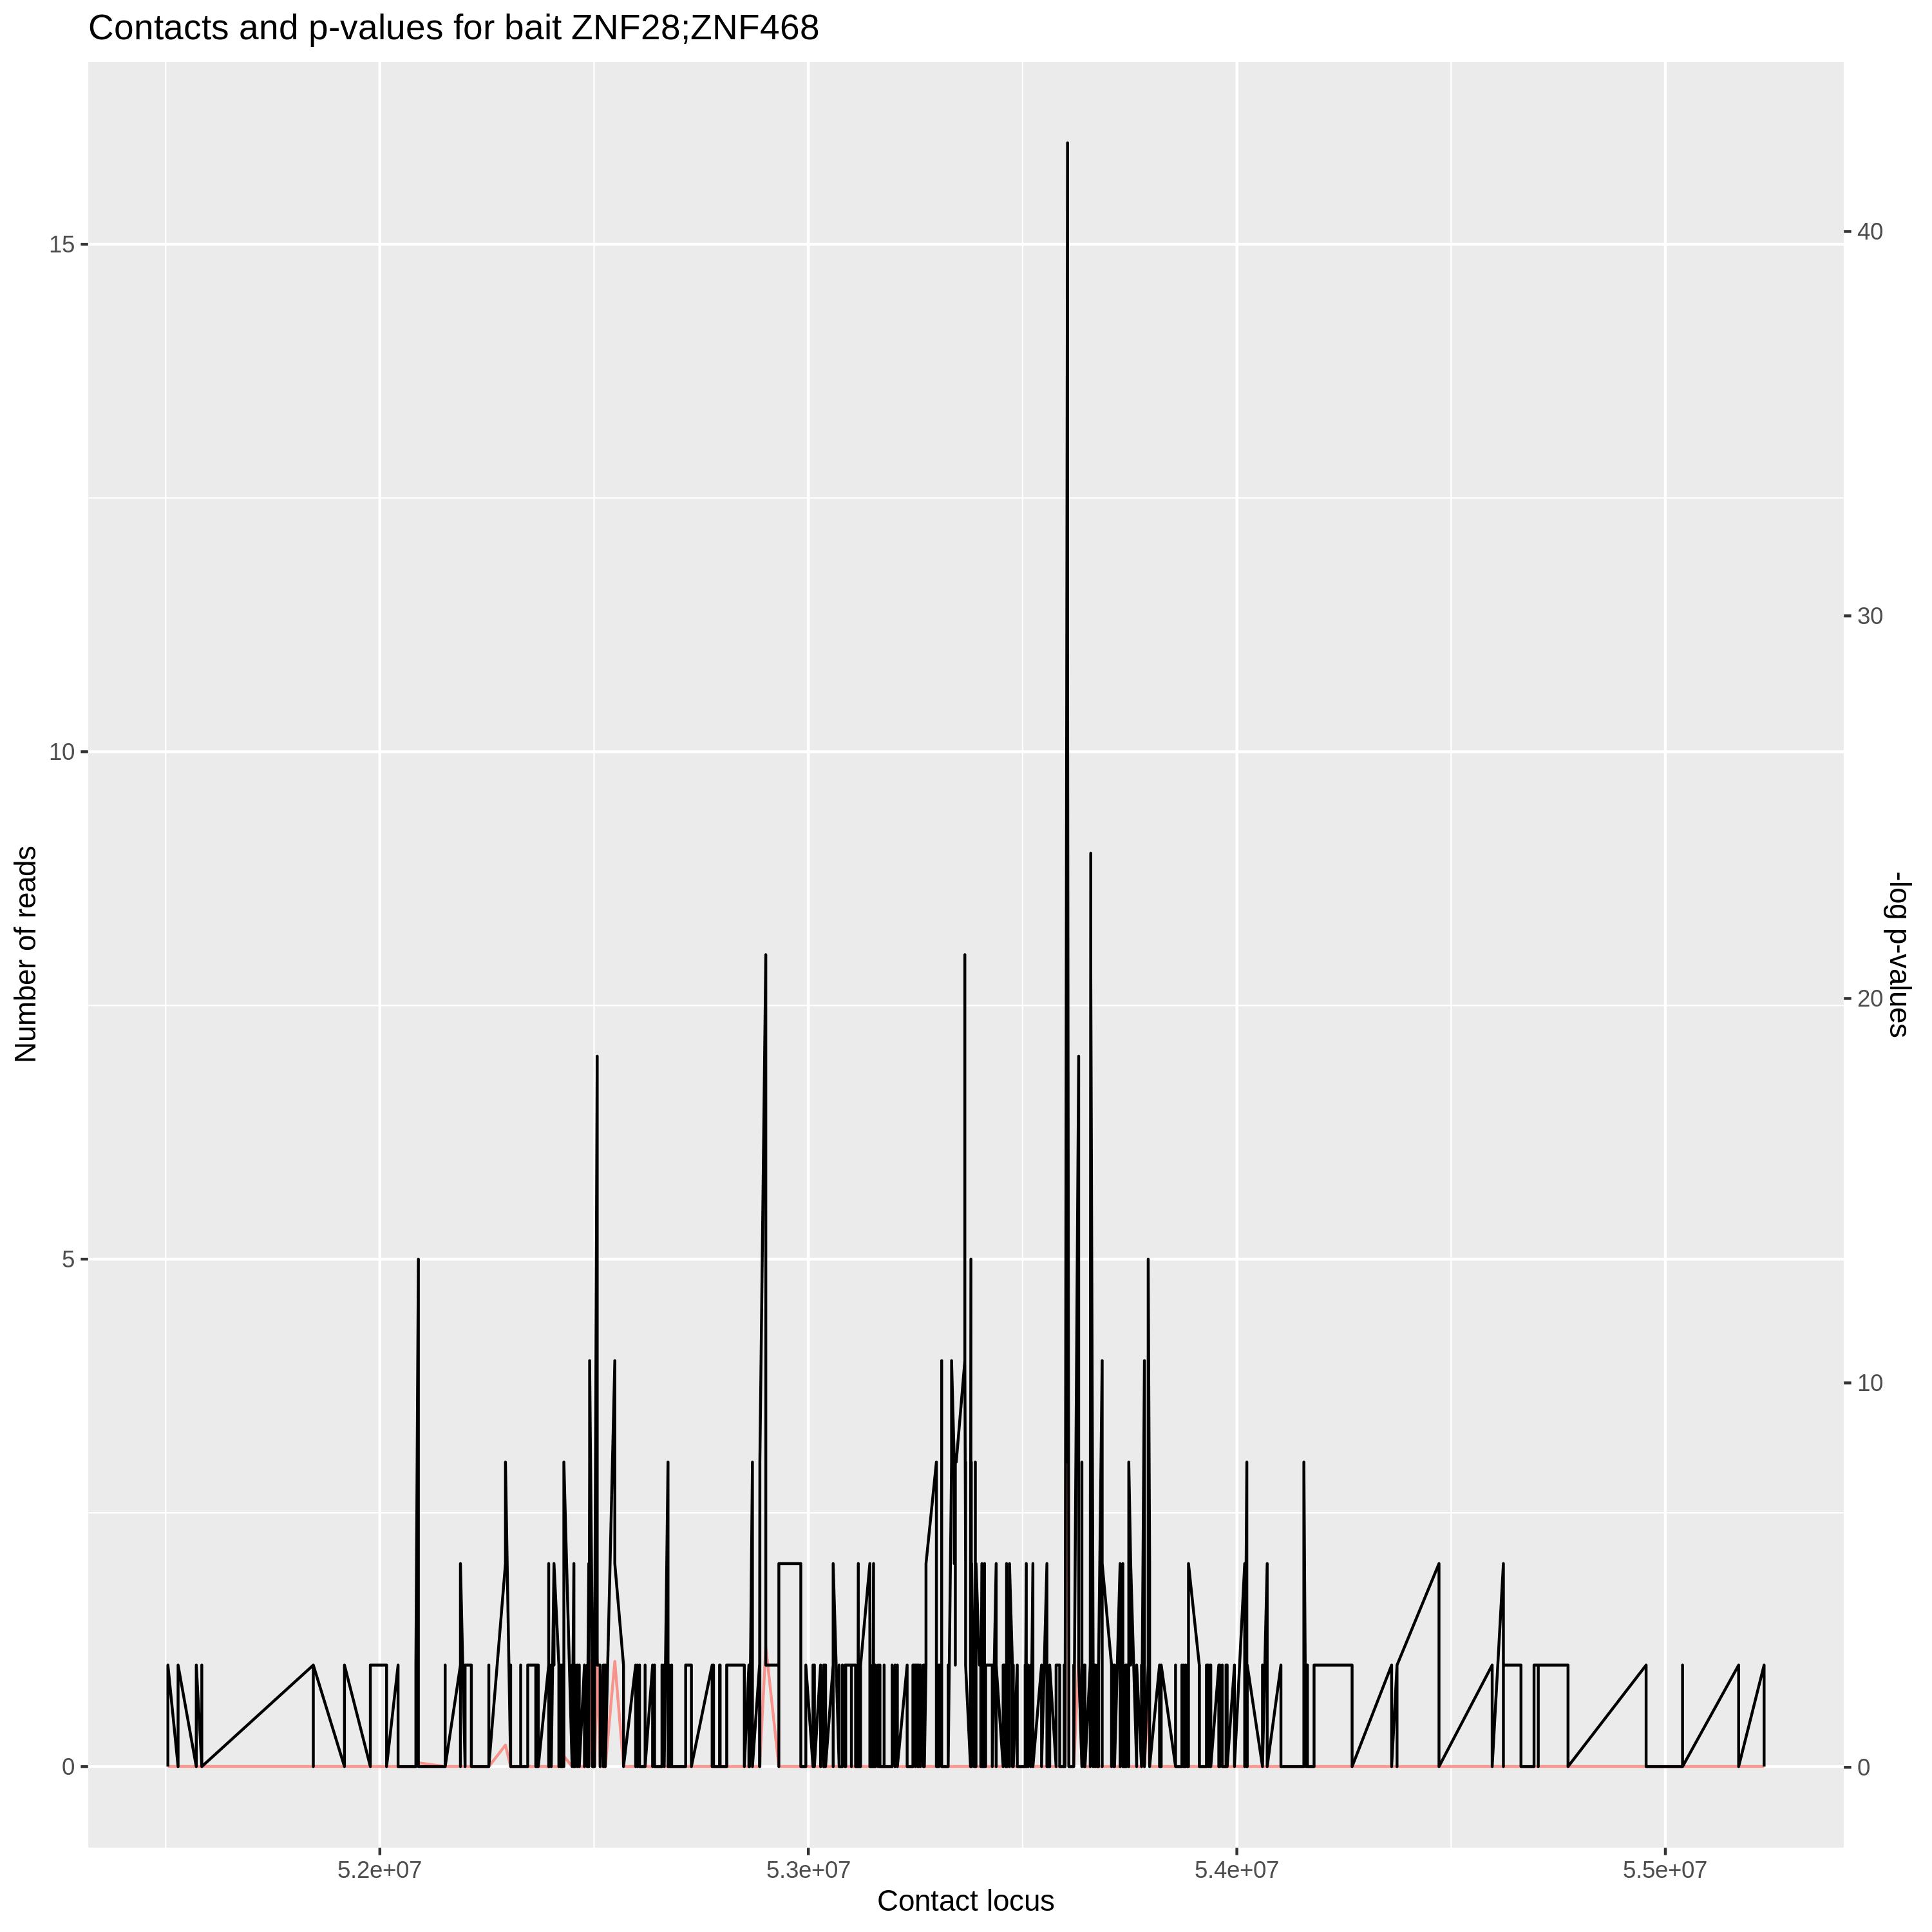 Contacts and p-values for bait ZNF28;ZNF468
Number of reads
15
10
5
0
40
30
20
10
0
-log p-values
5.2e+07
5.3e+07
5.4e+07
5.5e+07
Contact locus